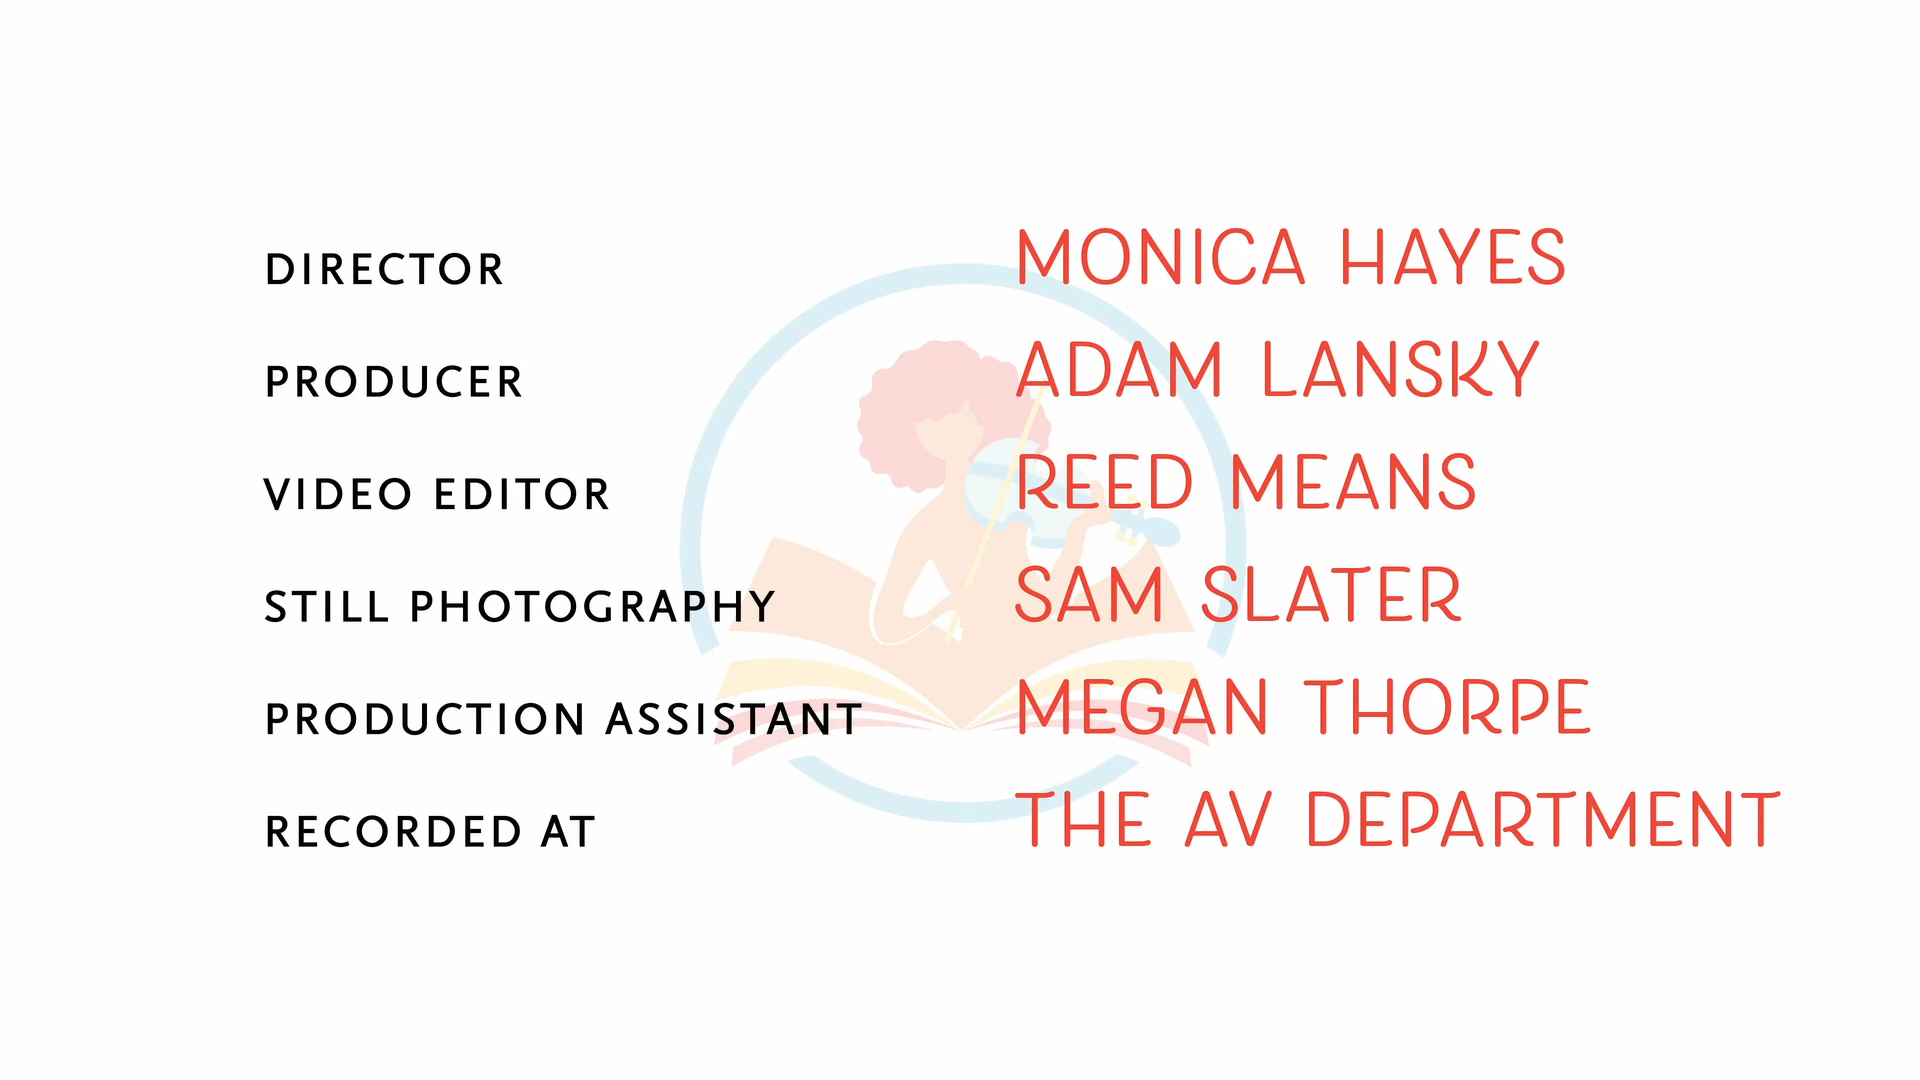 DIRECTOR MONICA HAYES
PRODUCER ADAM LANSKY
VIDEO EDITOR REED MEANS
STILL PHOTOGRAPHY SAM SLATER
PRODUCTION ASSISTANT MEGAN THORPE
RECORDED AT THE AV DEPARTMENT